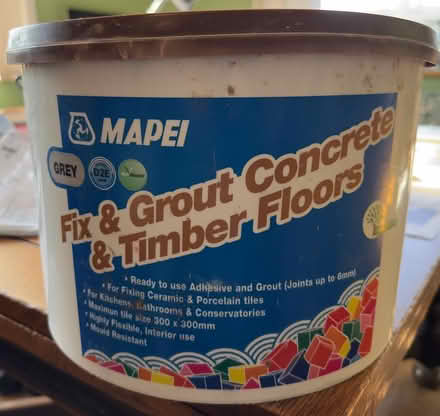 MAPEI
GREY
D2E
Fix & Grout Concrete
& Timber Floors
• Ready to use Adhesive and Grout (Joints up to 6mm)
• For Fixing Ceramic & Porcelain tiles
• For Kitchens, Bathrooms & Conservatories
• Maximun tile size 300 x 300mm
• Highly Flexible, Interior use
• Mould Resistant